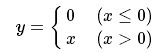 y = { 0 (x ≤ 0)
x (x > 0)